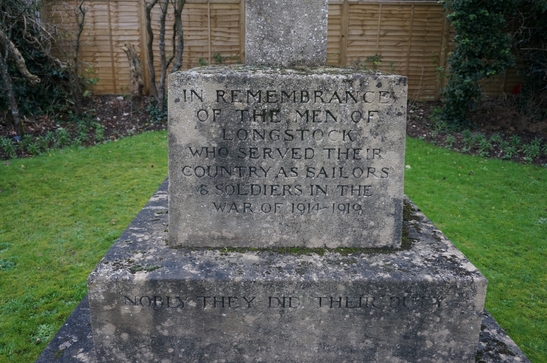 IN REMEMBRANCE
OF THE MEN OF
LONGSTOCK
WHO SERVED THEIR
COUNTRY, AS SAILORS
& SOLDIERS IN THE
WAR OF 1914-1919
NOBLY THEY DID THEIR DUTY